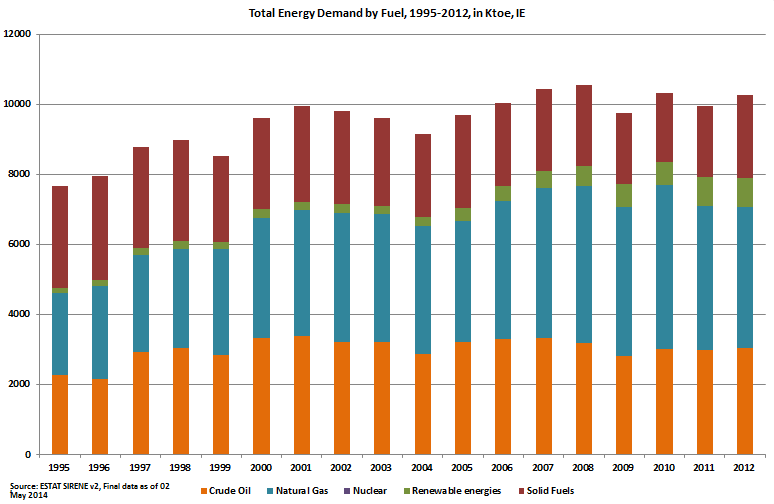 Total Energy Demand by Fuel, 1995-2012, in Ktoe, IE
12000
10000
8000
6000
4000
2000
0
1995 1996 1997 1998 1999 2000 2001 2002 2003 2004 2005 2006 2007 2008 2009 2010 2011 2012
Source: ESTAT SIRENE v2, Final data as of 02
May 2014
Crude Oil Natural Gas Nuclear Renewable energies Solid Fuels